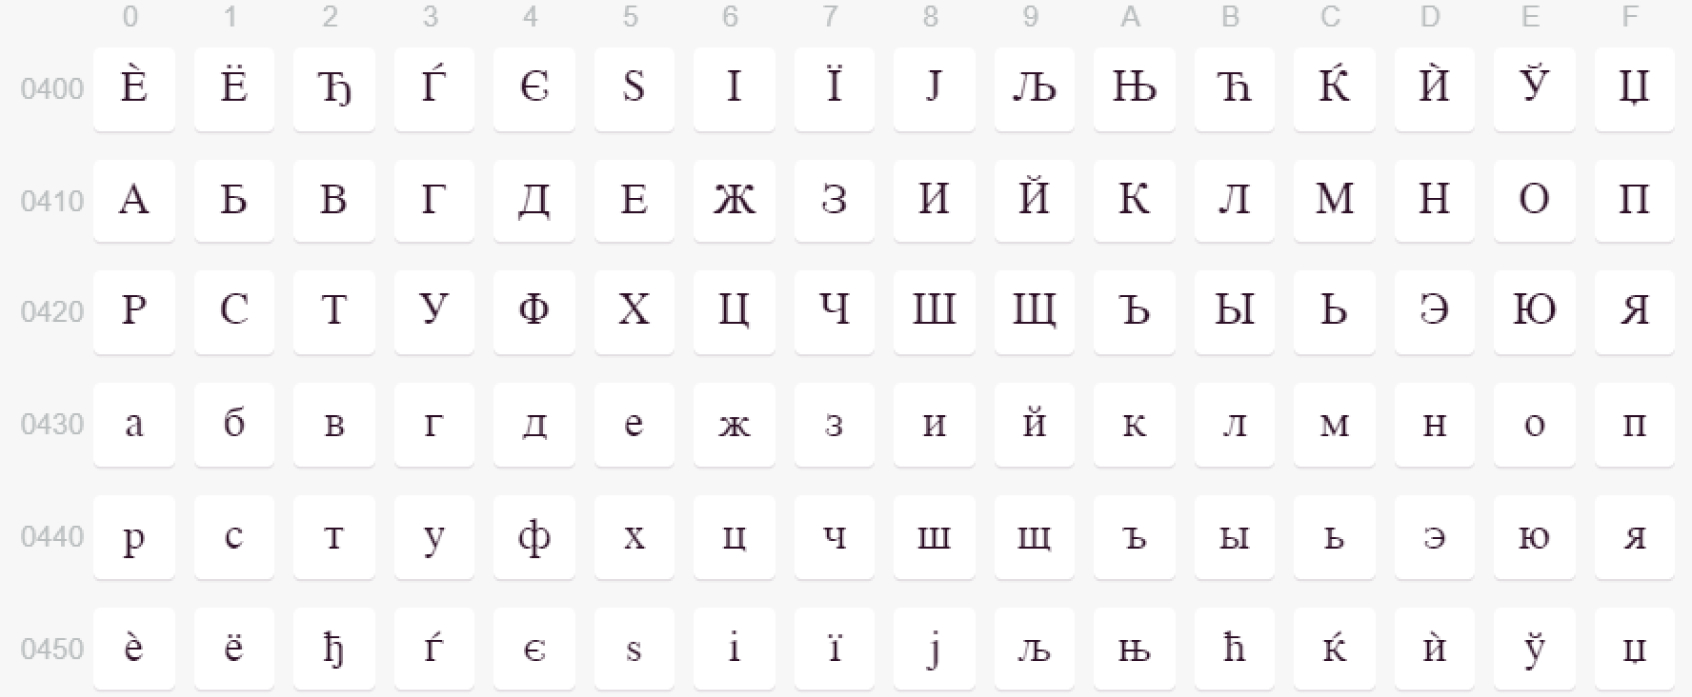 0 1 2 3 4 5 6 7 8 9 A B C D E F
0400 Ѐ Ё Ђ Ѓ Є Ѕ І Ї Ј Љ Њ Ћ Ќ Ѝ Ў Џ
0410 А Б В Г Д Е Ж З И Й К Л М Н О П
0420 Р С Т У Ф Х Ц Ч Ш Щ Ъ Ы Ь Э Ю Я
0430 а б в г д е ж з и й к л м н о п
0440 р с т у ф х ц ч ш щ ъ ы ь э ю я
0450 ѐ ё ђ ѓ є ѕ і ї ј љ њ ћ ќ ѝ ў џ